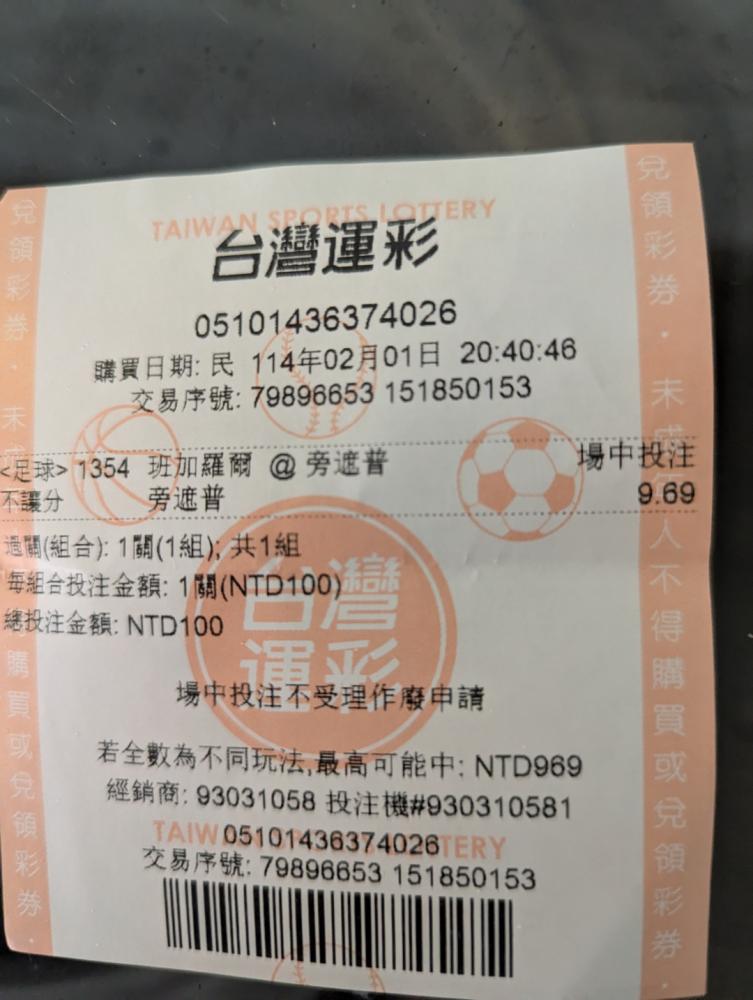 TAIWAN SPORTS LOTTERY
台灣運彩
05101436374026
購買日期: 民 114年02月01日 20:40:46
交易序號: 79896653 151850153
<足球> 1354 班加羅爾 @ 旁遮普 場中投注
不讓分 旁遮普 9.69
過關(組合): 1關(1組); 共1組
每組合投注金額: 1關(NTD100)
總投注金額: NTD100
台灣
運彩
場中投注不受理作廢申請
若全數為不同玩法,最高可能中: NTD969
經銷商: 93031058 投注機#930310581
TAIWAN SPORTS LOTTERY
05101436374026
交易序號: 79896653 151850153
兌領彩券・未成
購買或兌領彩券・
兌領彩券・未成年人不得購買或兌領彩券・